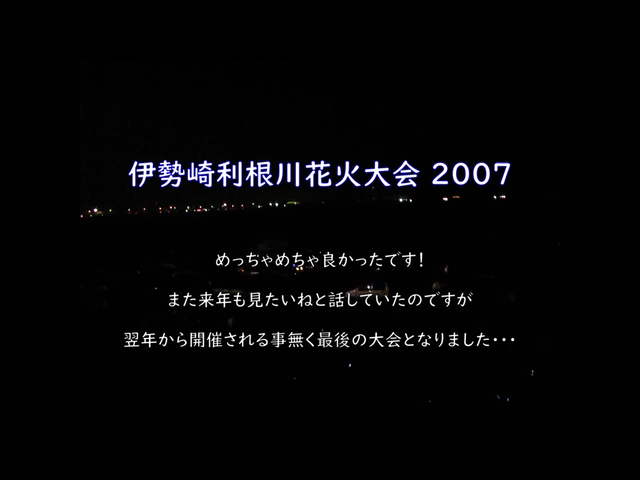 伊勢崎利根川花火大会 2007
めっちゃめちゃ良かったです!
また来年も見たいねと話していたのですが
翌年から開催される事無く最後の大会となりました・・・